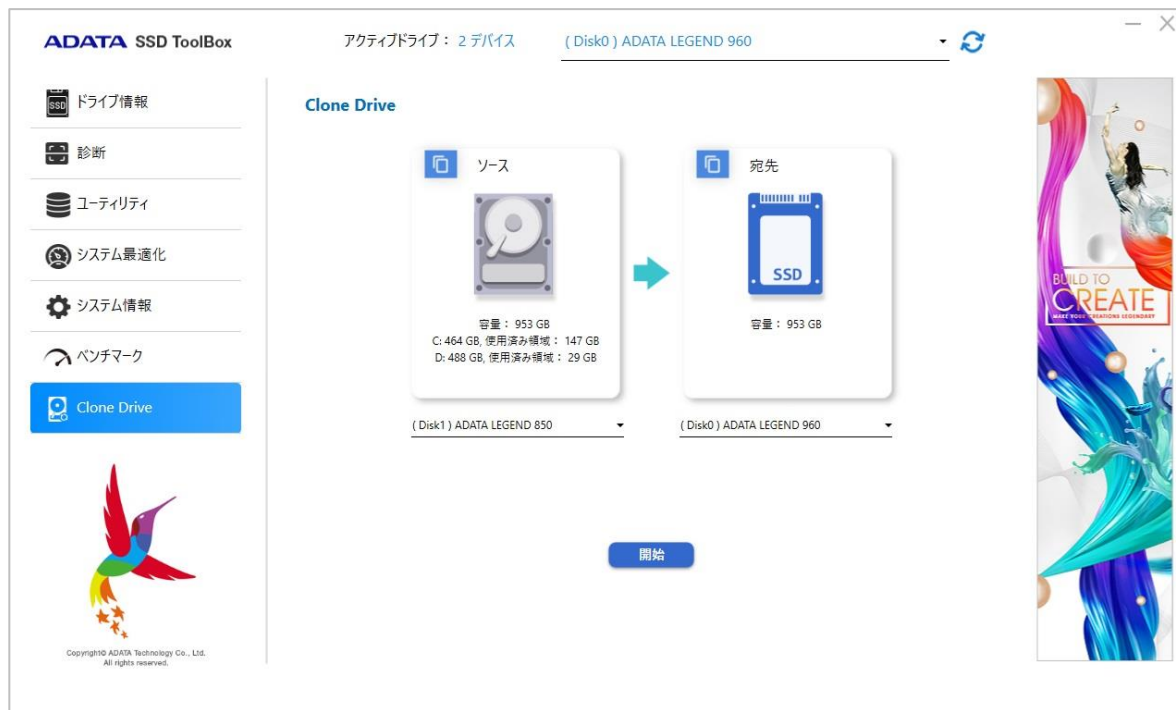 ADATA SSD ToolBox
アクティブドライブ： 2 デバイス
( Disk0 ) ADATA LEGEND 960
ドライブ情報
診断
ユーティリティ
システム最適化
システム情報
ベンチマーク
Clone Drive
Copyright© ADATA Technology Co., Ltd.
All rights reserved.
Clone Drive
ソース
容量： 953 GB
C: 464 GB, 使用済み領域： 147 GB
D: 488 GB, 使用済み領域： 29 GB
( Disk1 ) ADATA LEGEND 850
宛先
SSD
容量： 953 GB
( Disk0 ) ADATA LEGEND 960
開始
BUILD TO
CREATE
MAKE YOUR CREATIONS LEGENDARY
SSD